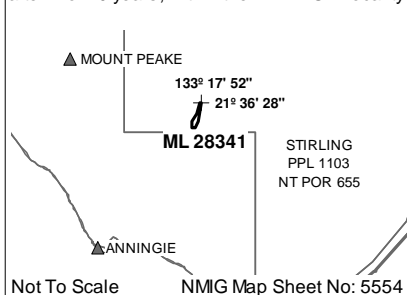 MOUNT PEAKE
133º 17' 52"
21º 36' 28"
ML 28341
STIRLING
PPL 1103
NT POR 655
ANNINGIE
Not To Scale NMIG Map Sheet No: 5554